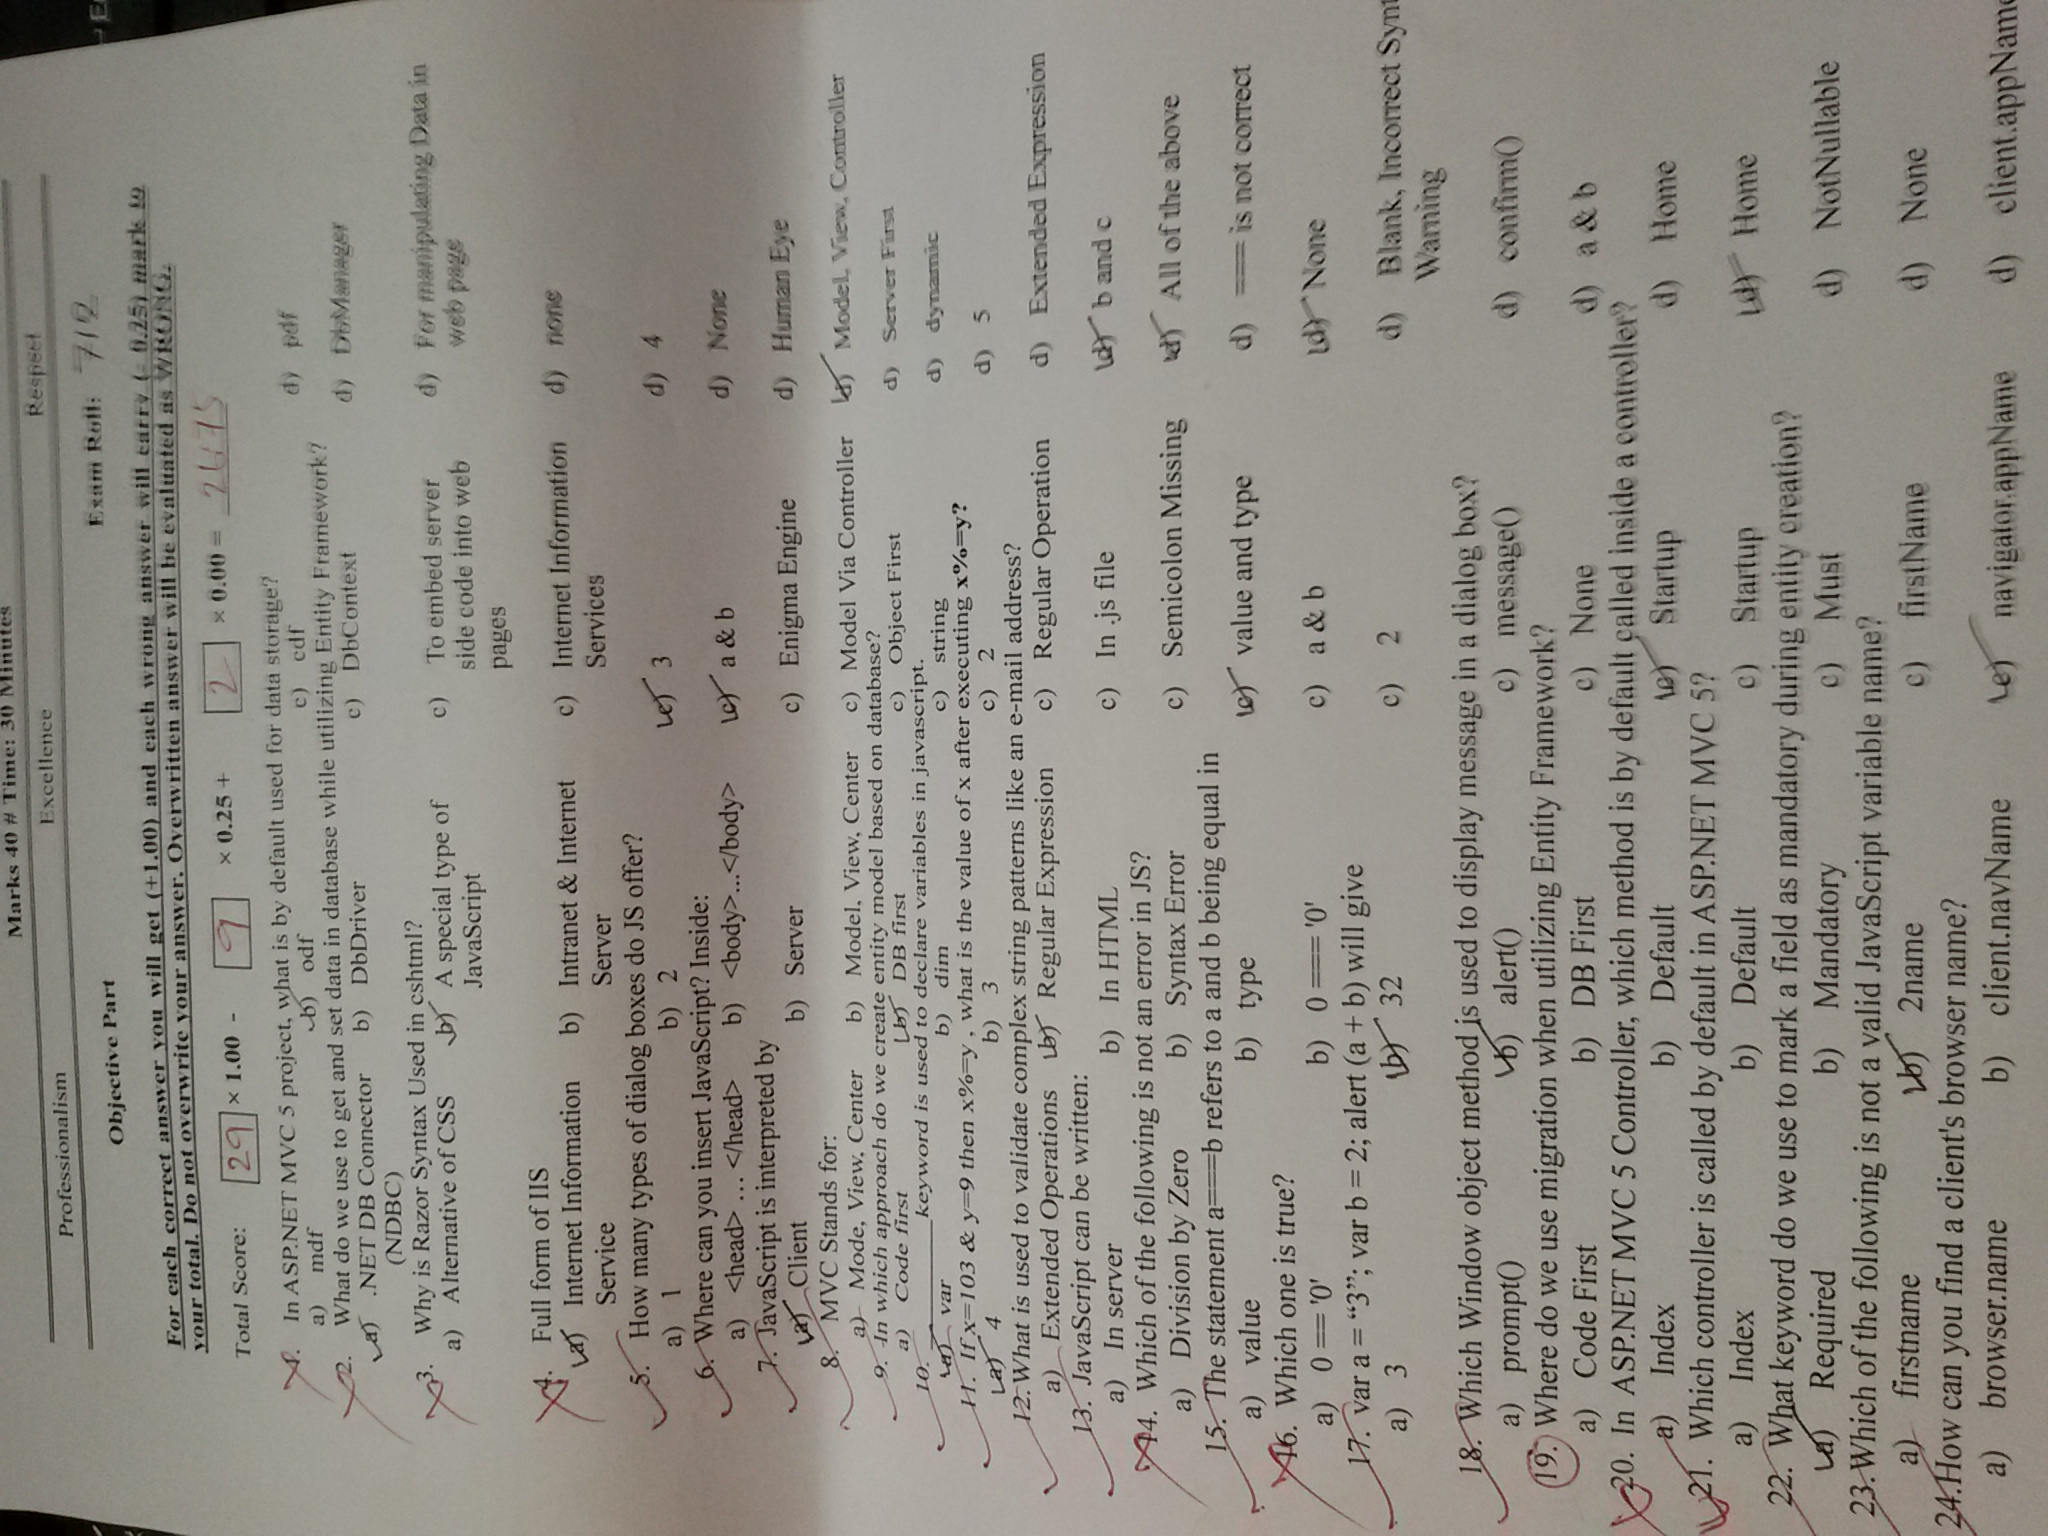 Marks 40 # Time: 30 Minutes
Professionalism Excellence Respect
Objective Part Exam Roll: 712
For each correct answer you will get (+1.00) and each wrong answer will carry (- 0.25) mark to
your total. Do not overwrite your answer. Overwritten answer will be evaluated as WRONG.
Total Score: 29 × 1.00 - 9 × 0.25 + 2 × 0.00 = 26.75
1. In ASP.NET MVC 5 project, what is by default used for data storage?
a) mdf b) odf c) cdf d) pdf
2. What do we use to get and set data in database while utilizing Entity Framework?
a) .NET DB Connector b) DbDriver c) DbContext d) DbManager
(NDBC)
3. Why is Razor Syntax Used in cshtml?
a) Alternative of CSS b) A special type of c) To embed server d) For manipulating Data in
JavaScript side code into web web page
pages
4. Full form of IIS
a) Internet Information b) Intranet & Internet c) Internet Information d) none
Service Server Services
5. How many types of dialog boxes do JS offer?
a) 1 b) 2 c) 3 d) 4
6. Where can you insert JavaScript? Inside:
a) <head> ... </head> b) <body>...</body> c) a & b d) None
7. JavaScript is interpreted by
a) Client b) Server c) Enigma Engine d) Human Eye
8. MVC Stands for:
a) Mode, View, Center b) Model, View, Center c) Model Via Controller d) Model, View, Controller
9. In which approach do we create entity model based on database?
a) Code first b) DB first c) Object First d) Server First
10. __________ keyword is used to declare variables in javascript.
a) var b) dim c) string d) dynamic
11. If x=103 & y=9 then x%=y , what is the value of x after executing x%=y?
a) 4 b) 3 c) 2 d) 5
12. What is used to validate complex string patterns like an e-mail address?
a) Extended Operations b) Regular Expression c) Regular Operation d) Extended Expression
13. JavaScript can be written:
a) In server b) In HTML c) In .js file d) b and c
14. Which of the following is not an error in JS?
a) Division by Zero b) Syntax Error c) Semicolon Missing d) All of the above
15. The statement a===b refers to a and b being equal in
a) value b) type c) value and type d) === is not correct
16. Which one is true?
a) 0 == '0' b) 0 === '0' c) a & b d) None
17. var a = “3”; var b = 2; alert (a + b) will give
a) 3 b) 32 c) 2 d) Blank, Incorrect Synt
Warning
18. Which Window object method is used to display message in a dialog box?
a) prompt() b) alert() c) message() d) confirm()
19. Where do we use migration when utilizing Entity Framework?
a) Code First b) DB First c) None d) a & b
20. In ASP.NET MVC 5 Controller, which method is by default called inside a controller?
a) Index b) Default c) Startup d) Home
21. Which controller is called by default in ASP.NET MVC 5?
a) Index b) Default c) Startup d) Home
22. What keyword do we use to mark a field as mandatory during entity creation?
a) Required b) Mandatory c) Must d) NotNullable
23. Which of the following is not a valid JavaScript variable name?
a) firstname b) 2name c) firstName d) None
24. How can you find a client's browser name?
a) browser.name b) client.navName c) navigator.appName d) client.appName